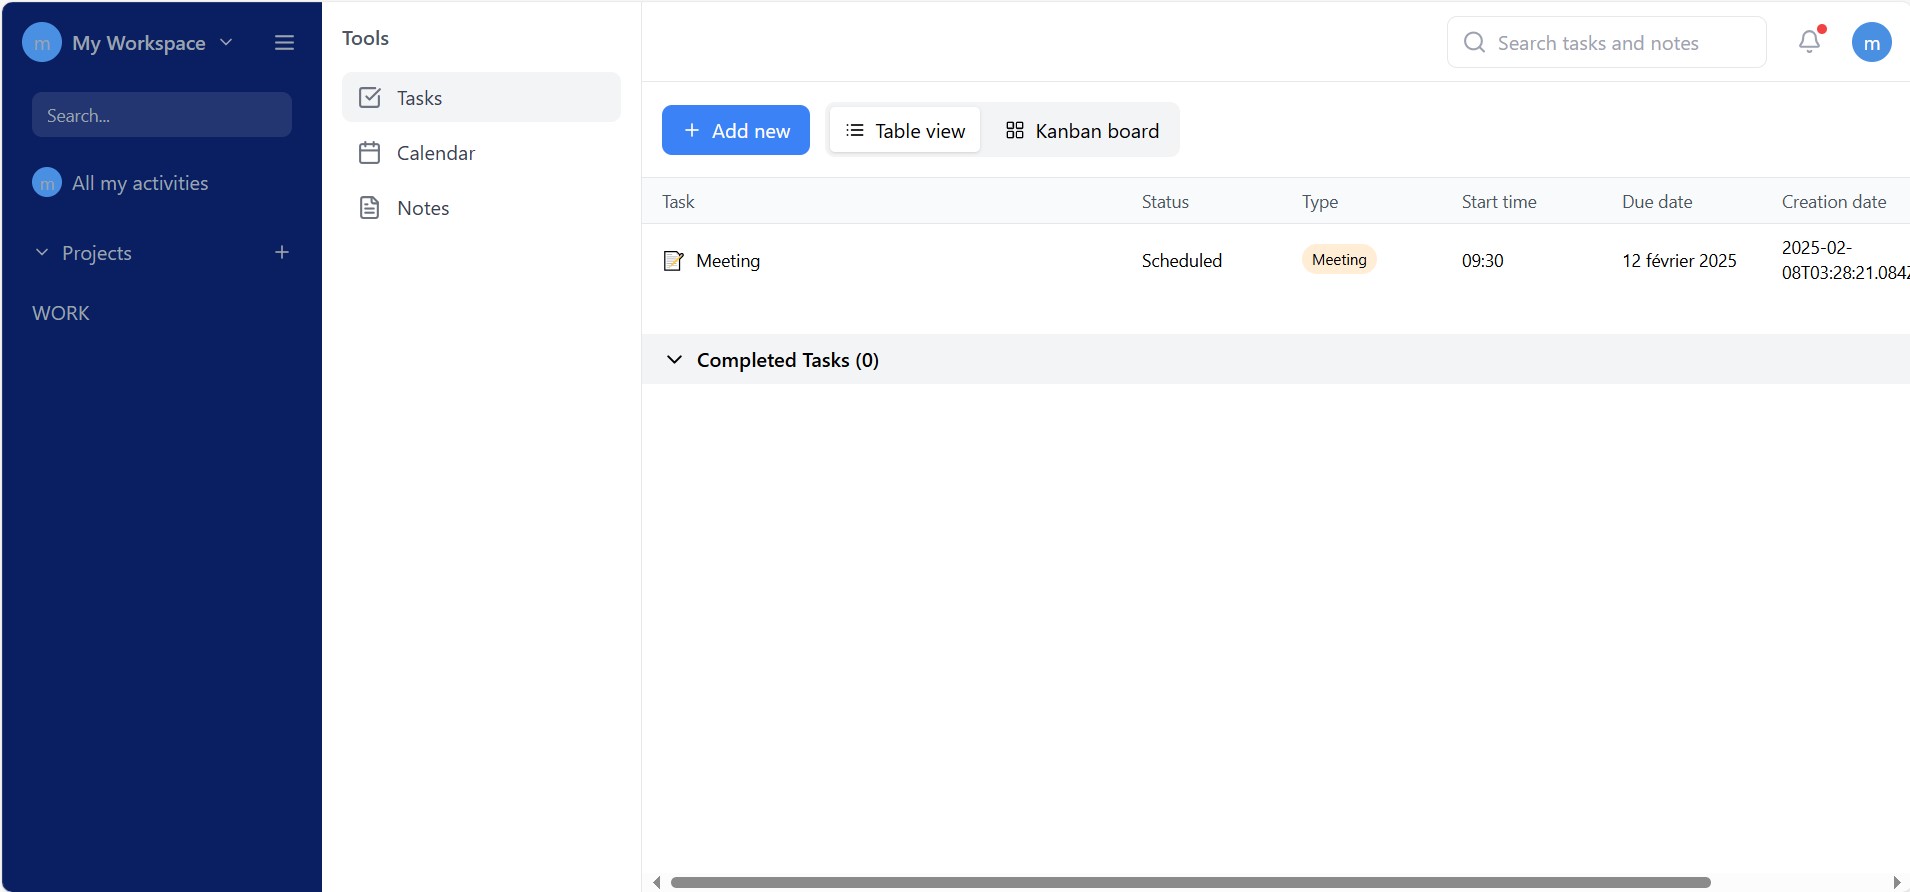 m My Workspace
Search...
m All my activities
Projects
WORK
Tools
Tasks
Calendar
Notes
Search tasks and notes
m
Add new
Table view
Kanban board
Task Status Type Start time Due date Creation date
Meeting Scheduled Meeting 09:30 12 février 2025 2025-02-
08T03:28:21.084Z
Completed Tasks (0)